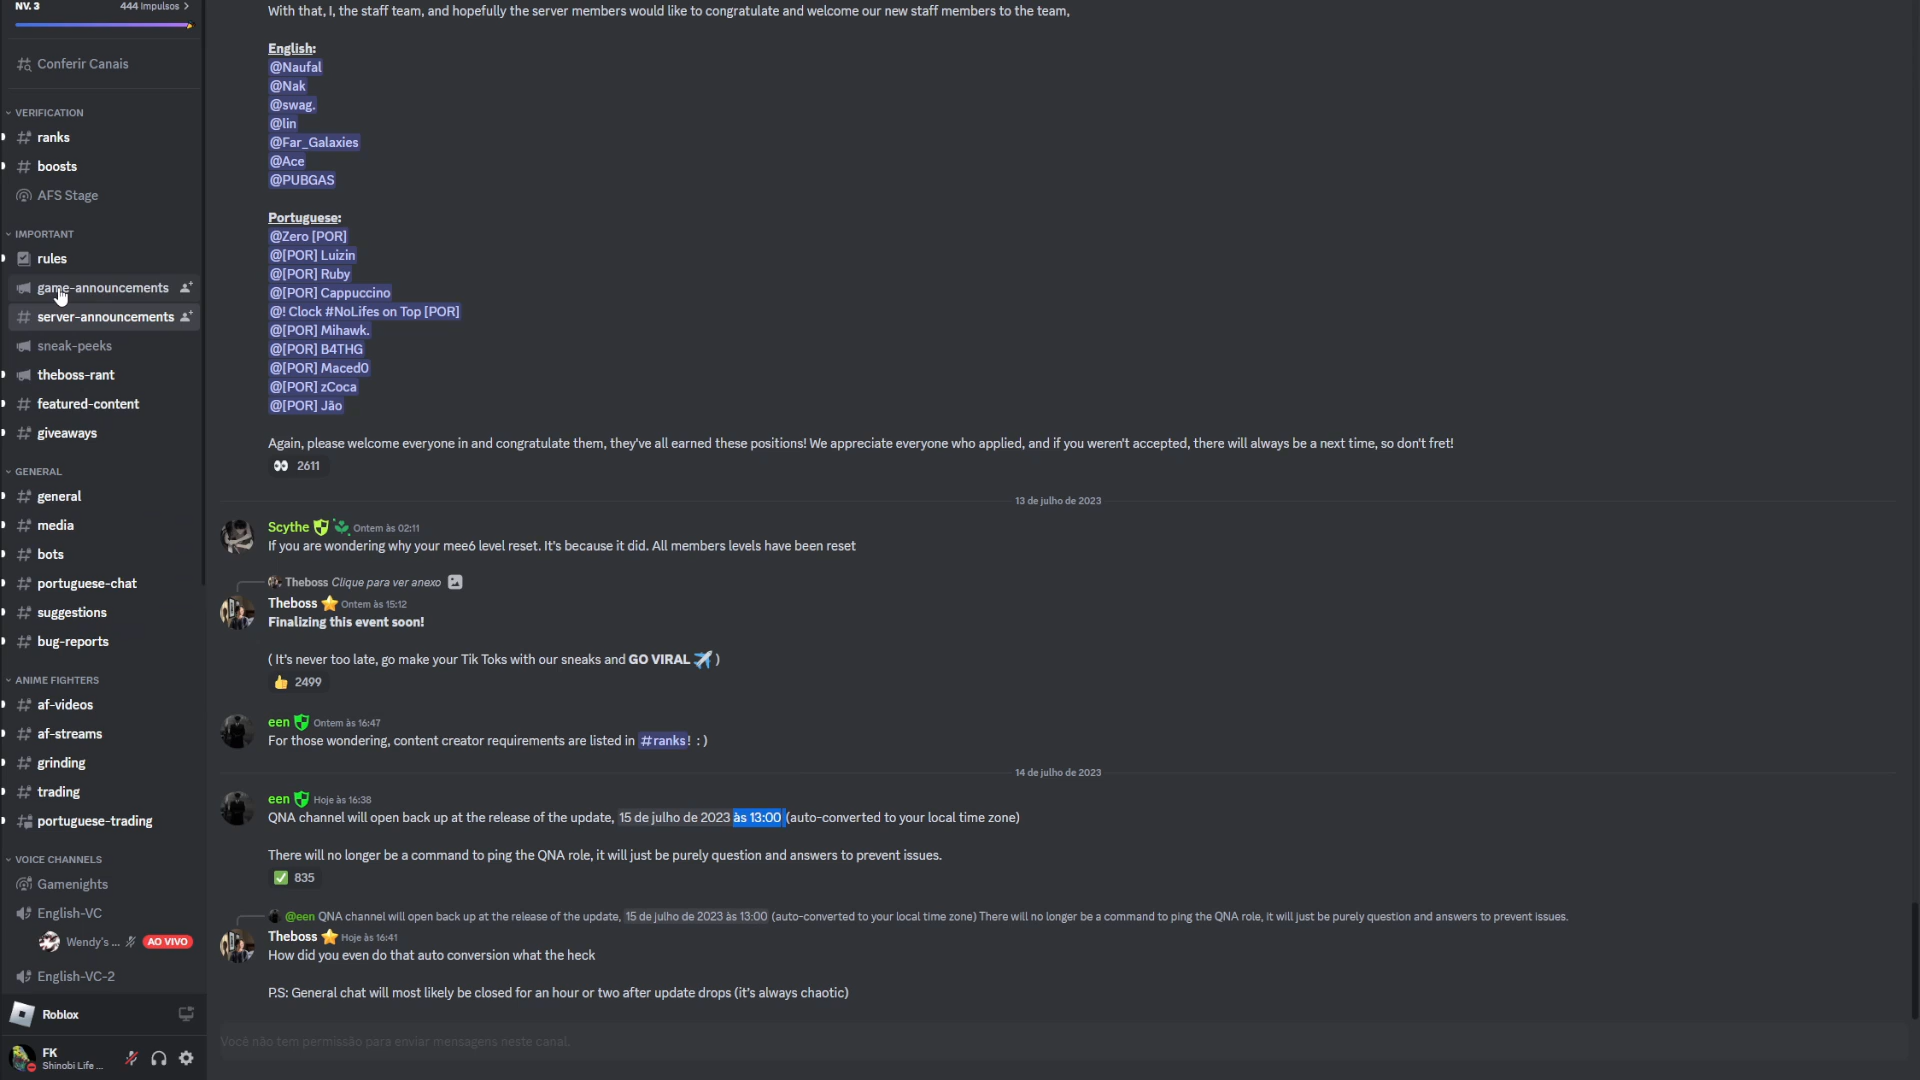 NV. 3
444 Impulsos >
Conferir Canais
VERIFICATION
ranks
boosts
AFS Stage
IMPORTANT
rules
game-announcements
server-announcements
sneak-peeks
theboss-rant
featured-content
giveaways
GENERAL
general
media
bots
portuguese-chat
suggestions
bug-reports
ANIME FIGHTERS
af-videos
af-streams
grinding
trading
portuguese-trading
VOICE CHANNELS
Gamenights
English-VC
Wendy's ... AO VIVO
English-VC-2
Roblox
FK
Shinobi Life ...
With that, I, the staff team, and hopefully the server members would like to congratulate and welcome our new staff members to the team,
English:
@Naufal
@Nak
@swag.
@lin
@Far_Galaxies
@Ace
@PUBGAS
Portuguese:
@Zero [POR]
@[POR] Luizin
@[POR] Ruby
@[POR] Cappuccino
@! Clock #NoLifes on Top [POR]
@[POR] Mihawk.
@[POR] B4THG
@[POR] Maced0
@[POR] zCoca
@[POR] Jão
Again, please welcome everyone in and congratulate them, they've all earned these positions! We appreciate everyone who applied, and if you weren't accepted, there will always be a next time, so don't fret!
👀 2611
13 de julho de 2023
Scythe Ontem às 02:11
If you are wondering why your mee6 level reset. It's because it did. All members levels have been reset
Theboss Clique para ver anexo
Theboss ⭐ Ontem às 15:12
Finalizing this event soon!
( It's never too late, go make your Tik Toks with our sneaks and GO VIRAL ✈️ )
👍 2499
een Ontem às 16:47
For those wondering, content creator requirements are listed in #ranks! : )
14 de julho de 2023
een Hoje às 16:38
QNA channel will open back up at the release of the update, 15 de julho de 2023 às 13:00 (auto-converted to your local time zone)
There will no longer be a command to ping the QNA role, it will just be purely question and answers to prevent issues.
✅ 835
@een QNA channel will open back up at the release of the update, 15 de julho de 2023 às 13:00 (auto-converted to your local time zone) There will no longer be a command to ping the QNA role, it will just be purely question and answers to prevent issues.
Theboss ⭐ Hoje às 16:41
How did you even do that auto conversion what the heck
P.S: General chat will most likely be closed for an hour or two after update drops (it's always chaotic)
Você não tem permissão para enviar mensagens neste canal.